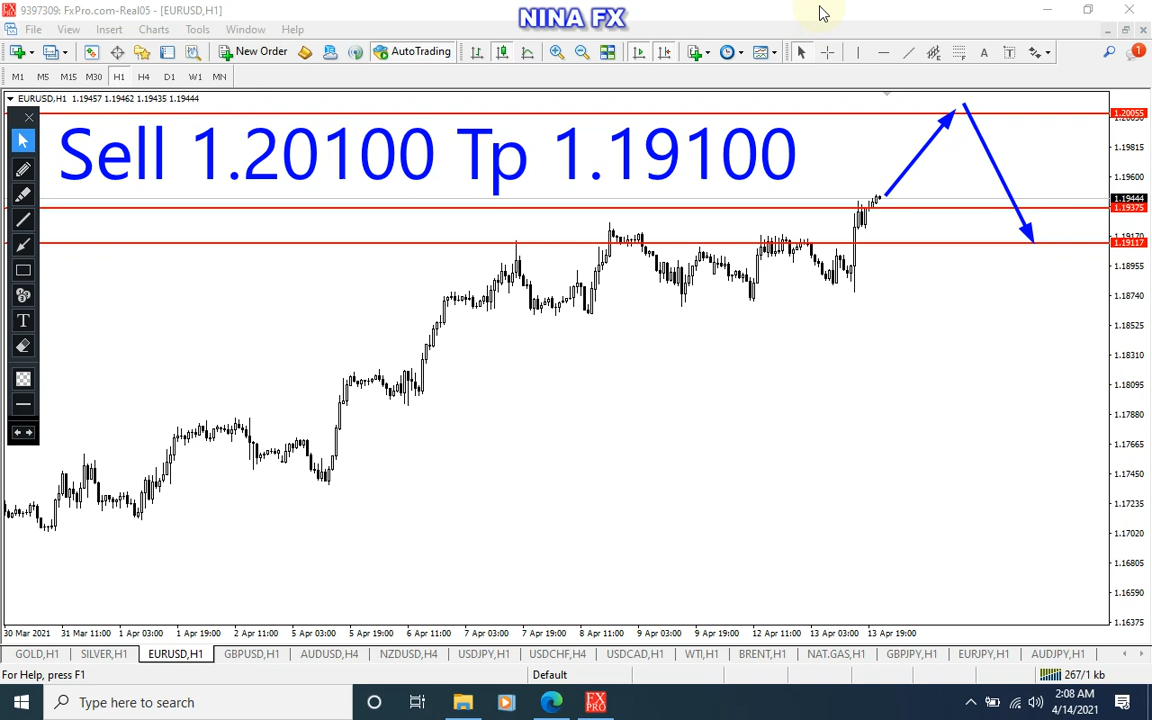 9397309: FxPro.com-Real05 - [EURUSD,H1]
NINA FX
File View Insert Charts Tools Window Help
New Order AutoTrading A T 1
M1 M5 M15 M30 H1 H4 D1 W1 MN
EURUSD,H1 1.19457 1.19462 1.19435 1.19444
Sell 1.20100 Tp 1.19100
1.20055
1.19815
1.19600
1.19444
1.19375
1.19117
1.18955
1.18740
1.18525
1.18310
1.18095
1.17880
1.17665
1.17450
1.17235
1.17020
1.16805
1.16590
1.16375
T
30 Mar 2021 31 Mar 11:00 1 Apr 03:00 1 Apr 19:00 2 Apr 11:00 5 Apr 03:00 5 Apr 19:00 6 Apr 11:00 7 Apr 03:00 7 Apr 19:00 8 Apr 11:00 9 Apr 03:00 9 Apr 19:00 12 Apr 11:00 13 Apr 03:00 13 Apr 19:00
GOLD,H1 SILVER,H1 EURUSD,H1 GBPUSD,H1 AUDUSD,H4 NZDUSD,H4 USDJPY,H1 USDCHF,H4 USDCAD,H1 WTI,H1 BRENT,H1 NAT.GAS,H1 GBPJPY,H1 EURJPY,H1 AUDJPY,H1
For Help, press F1 Default 267/1 kb
Type here to search
FX PRO
2:08 AM
4/14/2021